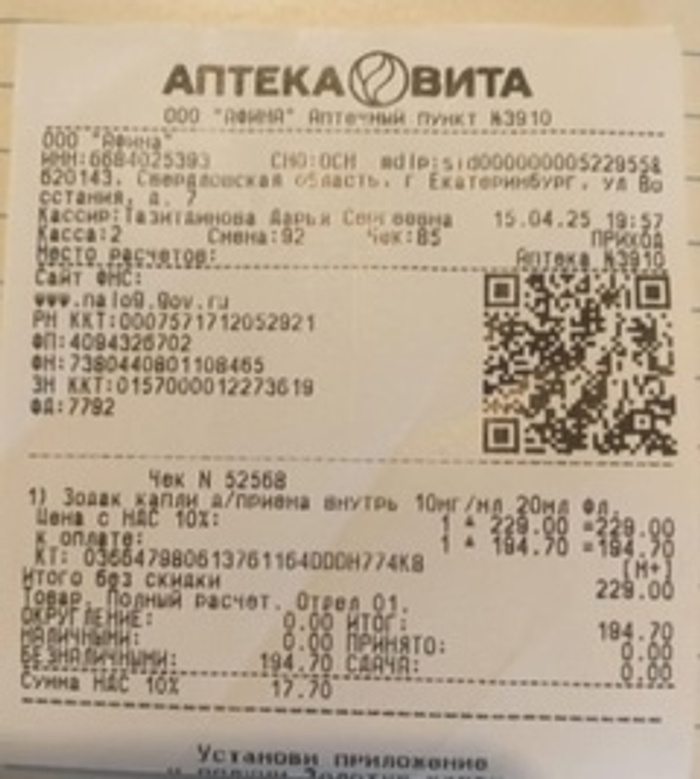 АПТЕКА ВИТА
ООО "АФИНА" Аптечный пункт №3910
ООО "Афина"
ИНН:6684025393 СНО:ОСН mdlp:sid00000000522955&
620143, Свердловская область, г Екатеринбург, ул Во
сстания, д. 7
Кассир:Тазитдинова Дарья Сергеевна 15.04.25 19:57
Касса:2 Смена:92 Чек:85 ПРИХОД
Место расчетов: Аптека №3910
Сайт ФНС:
www.nalog.gov.ru
РН ККТ:0007571712052921
ФП:4094326702
ФН:7380440801108465
ЗН ККТ:0157000012273619
ФД:7792
Чек N 52568
1) Зодак капли д/приема внутрь 10мг/мл 20мл Фл.
Цена с НДС 10%: 1 * 229.00 =229.00
к оплате: 1 * 194.70 =194.70
КТ: 036647980613761164DDDH774K8 [M+]
Итого без скидки 229.00
Товар. Полный расчет. Отдел 01.
ОКРУГЛЕНИЕ: 0.00 ИТОГ: 194.70
НАЛИЧНЫМИ: 0.00 ПРИНЯТО: 0.00
БЕЗНАЛИЧНЫМИ: 194.70 СДАЧА: 0.00
Сумма НДС 10% 17.70
Установи приложение